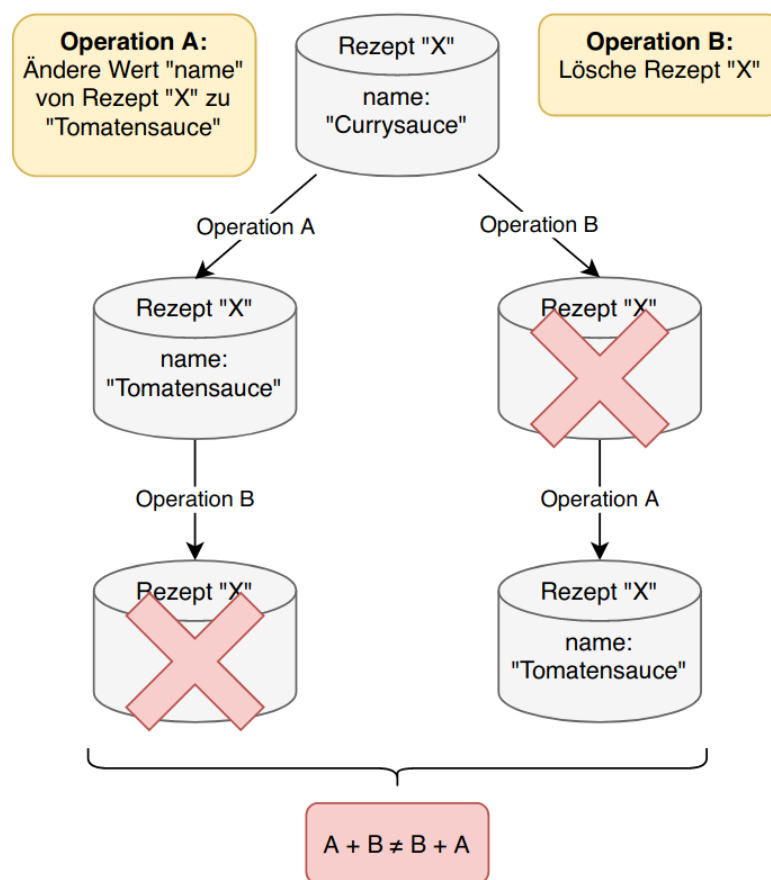 Operation A:
Ändere Wert "name"
von Rezept "X" zu
"Tomatensauce"
Rezept "X"
name:
"Currysauce"
Operation B:
Lösche Rezept "X"
Operation A
Operation B
Rezept "X"
name:
"Tomatensauce"
Rezept "X"
Operation B
Operation A
Rezept "X"
Rezept "X"
name:
"Tomatensauce"
A + B ≠ B + A